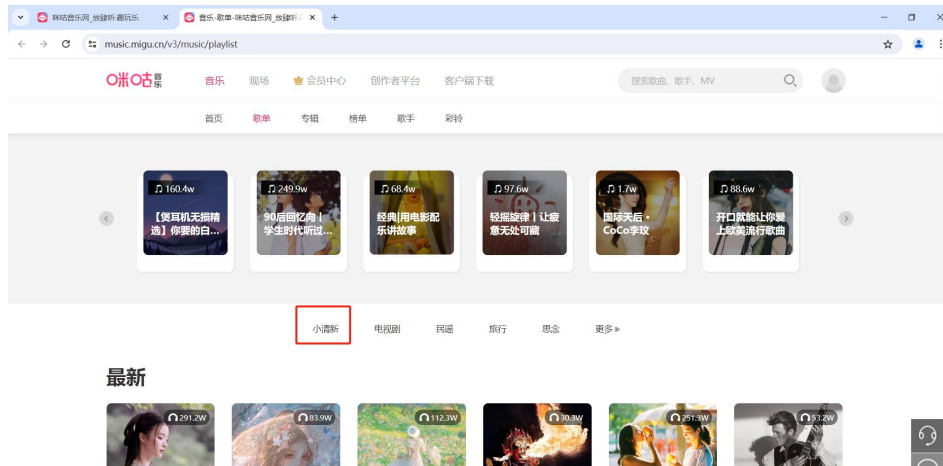 咪咕音乐网_放肆听·趣玩乐
音乐-歌单-咪咕音乐网_放肆听
music.migu.cn/v3/music/playlist
咪咕音乐
音乐 现场 会员中心 创作者平台 客户端下载
搜索歌曲、歌手、MV
首页 歌单 专辑 榜单 歌手 彩铃
160.4w
【煲耳机无损精
选】你要的白...
249.9w
90后回忆向丨
学生时代听过...
68.4w
经典|用电影配
乐讲故事
97.6w
轻摇旋律丨让疲
惫无处可藏
1.7w
国际天后·
CoCo李玟
88.6w
开口就能让你爱
上欧美流行歌曲
小清新 电视剧 民谣 旅行 思念 更多
最新
291.2W
83.9W
112.3W
30.3W
251.3W
53.2W